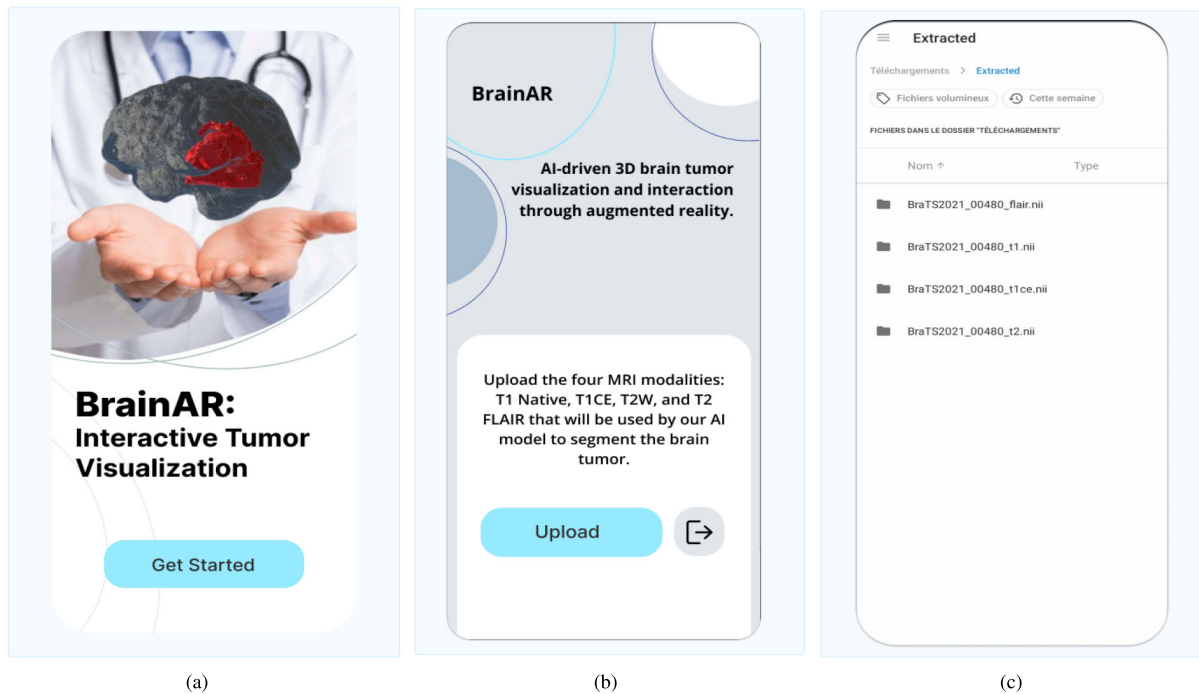 BrainAR:
Interactive Tumor
Visualization
Get Started
(a)
BrainAR
AI-driven 3D brain tumor
visualization and interaction
through augmented reality.
Upload the four MRI modalities:
T1 Native, T1CE, T2W, and T2
FLAIR that will be used by our AI
model to segment the brain
tumor.
Upload
(b)
Extracted
Téléchargements > Extracted
Fichiers volumineux Cette semaine
FICHIERS DANS LE DOSSIER "TÉLÉCHARGEMENTS"
Nom ↑ Type
BraTS2021_00480_flair.nii
BraTS2021_00480_t1.nii
BraTS2021_00480_t1ce.nii
BraTS2021_00480_t2.nii
(c)